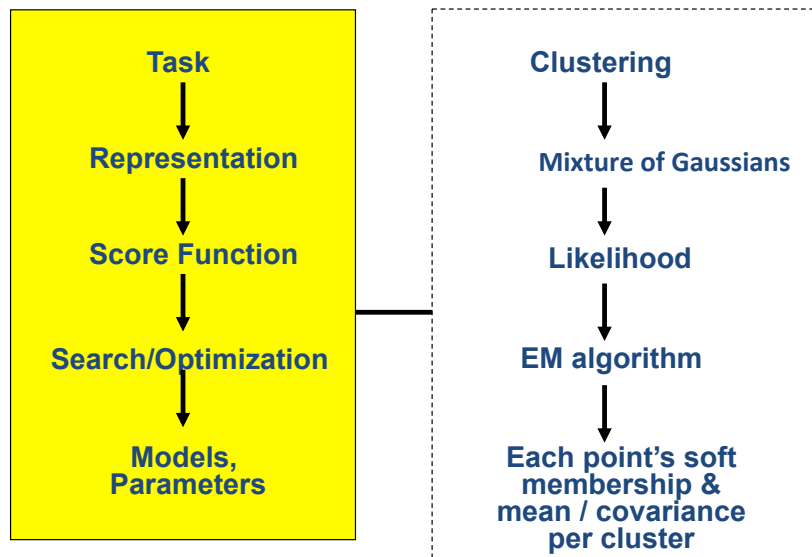 Task
Representation
Score Function
Search/Optimization
Models,
Parameters
Clustering
Mixture of Gaussians
Likelihood
EM algorithm
Each point’s soft
membership &
mean / covariance
per cluster